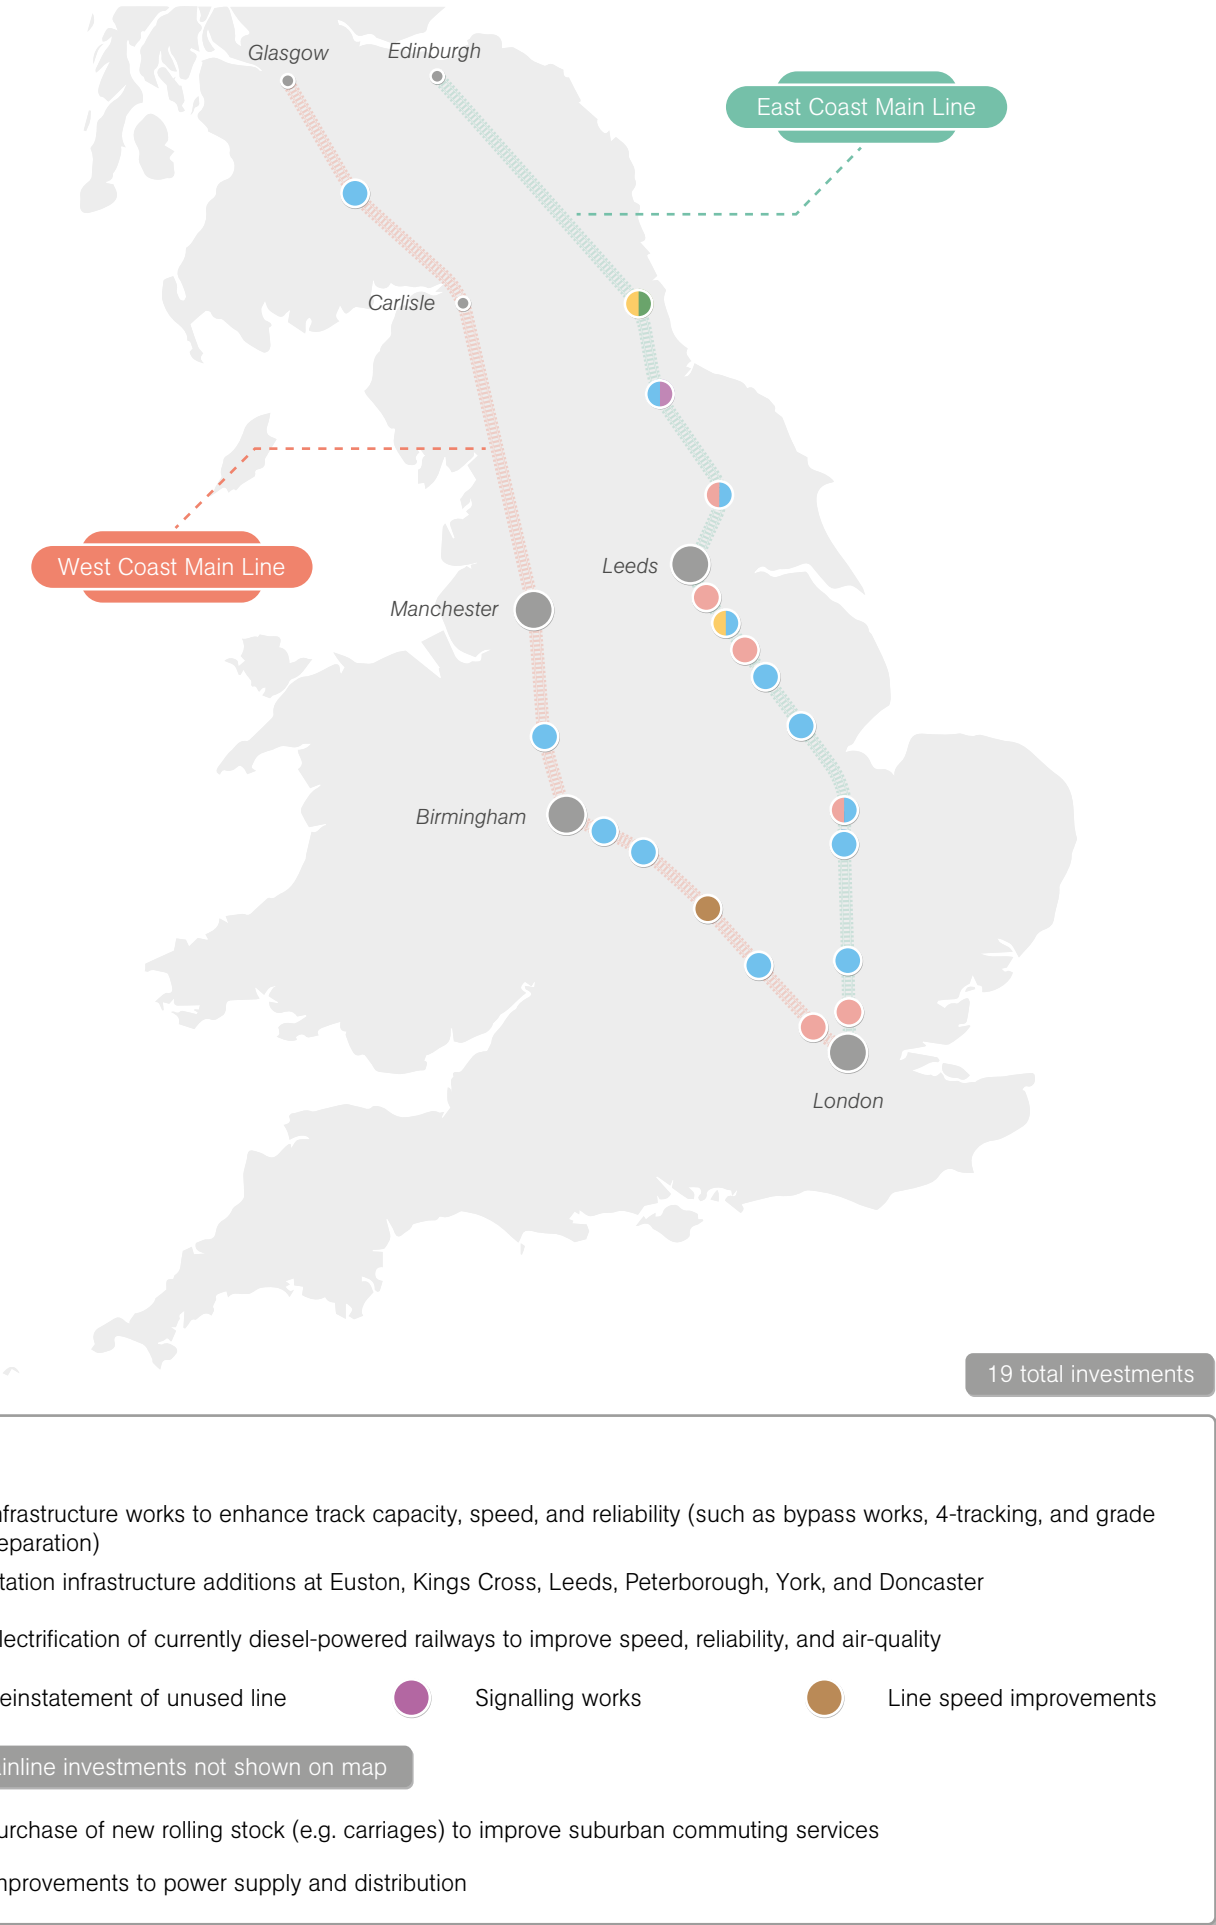 Glasgow
Edinburgh
East Coast Main Line
Carlisle
West Coast Main Line
Leeds
Manchester
Birmingham
London
19 total investments
nfrastructure works to enhance track capacity, speed, and reliability (such as bypass works, 4-tracking, and grade
eparation)
tation infrastructure additions at Euston, Kings Cross, Leeds, Peterborough, York, and Doncaster
lectrification of currently diesel-powered railways to improve speed, reliability, and air-quality
einstatement of unused line
Signalling works
Line speed improvements
inline investments not shown on map
urchase of new rolling stock (e.g. carriages) to improve suburban commuting services
mprovements to power supply and distribution